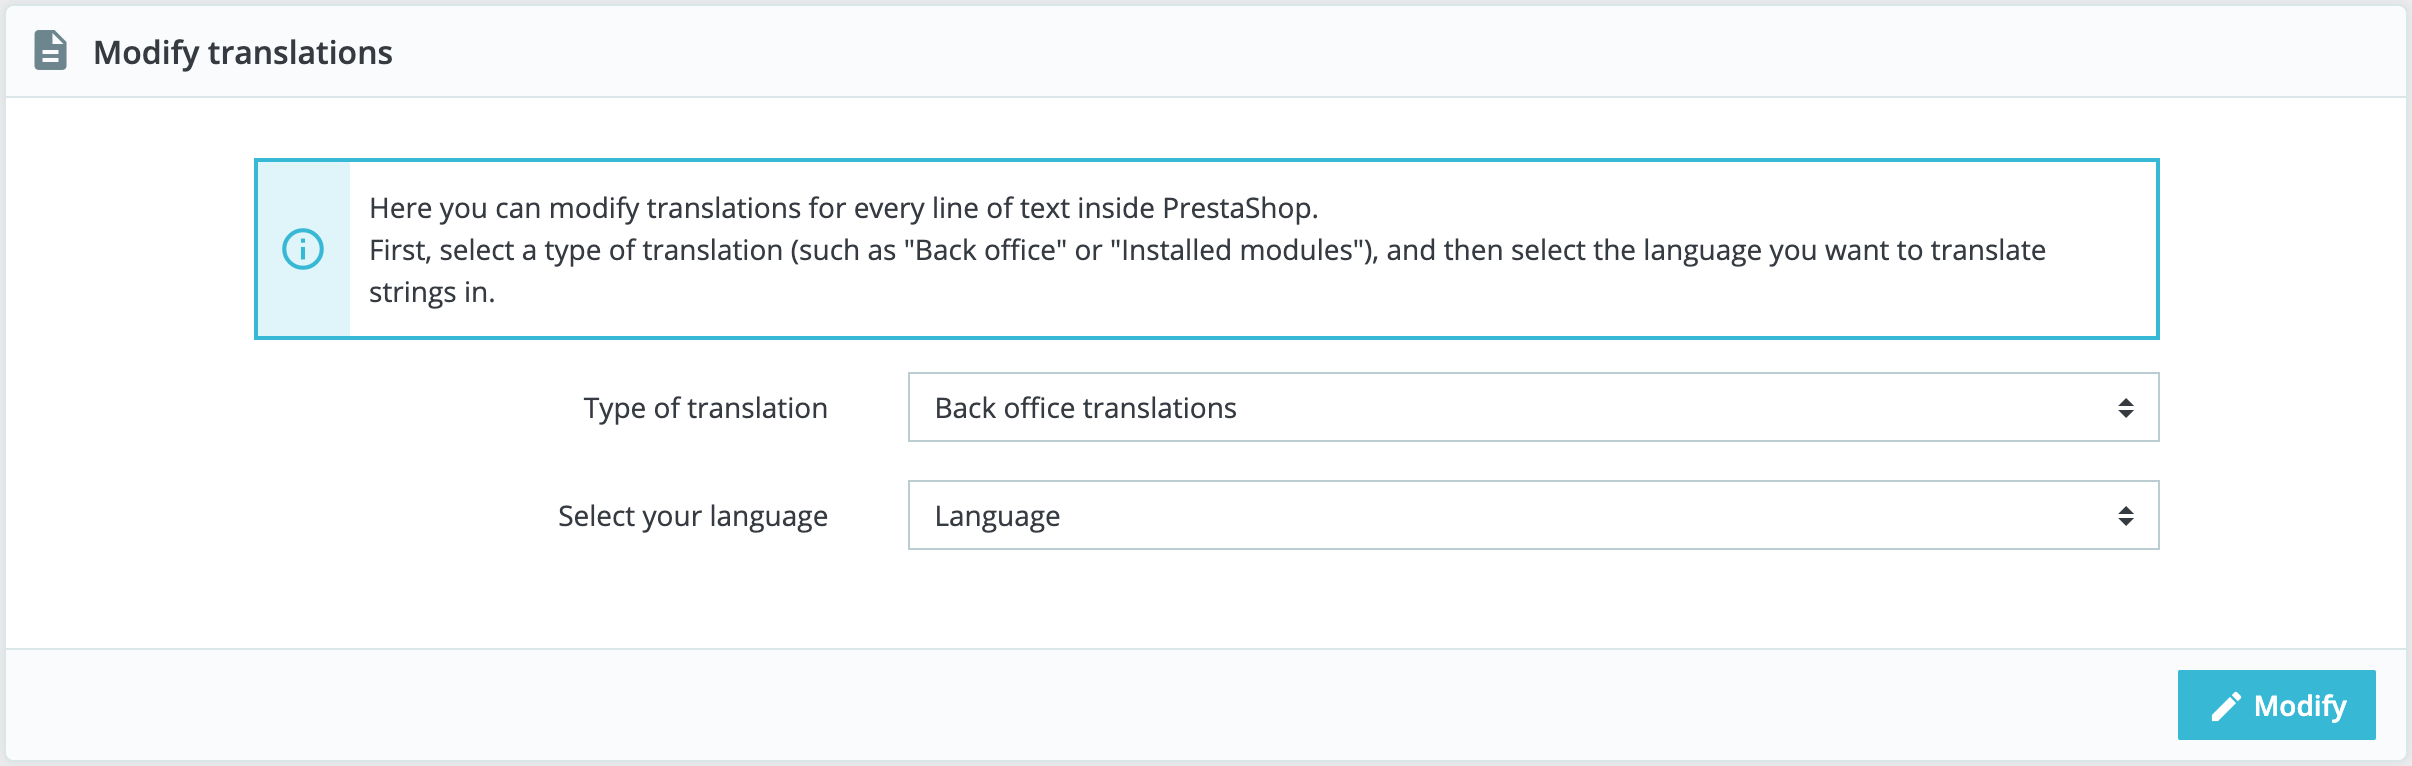 Modify translations
Here you can modify translations for every line of text inside PrestaShop.
First, select a type of translation (such as "Back office" or "Installed modules"), and then select the language you want to translate
strings in.
Type of translation
Back office translations
Select your language
Language
Modify